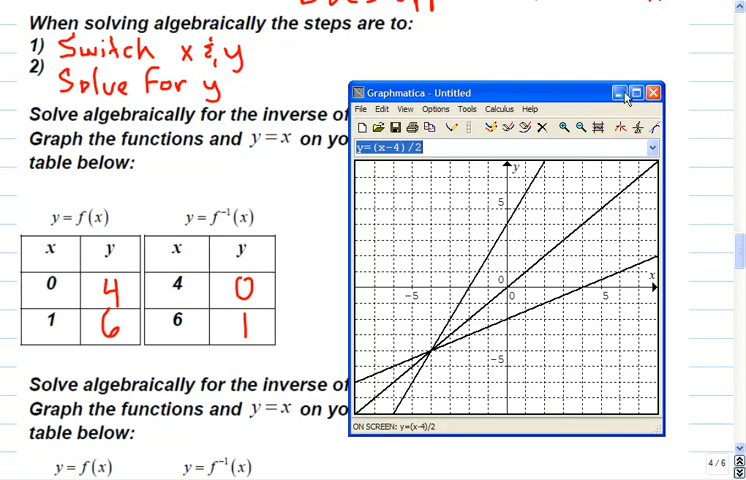 When solving algebraically the steps are to:
1) Switch x & y
2) Solve for y
Solve algebraically for the inverse of
Graph the functions and y = x on yo
table below:
y = f(x)
x y
0 4
1 6
y = f⁻¹(x)
x y
4 0
6 1
Graphmatica - Untitled
File Edit View Options Tools Calculus Help
y=(x-4)/2
y
5
0
-5 0 5 x
-5
ON SCREEN: y=(x-4)/2
Solve algebraically for the inverse of
Graph the functions and y = x on yo
table below:
y = f(x) y = f⁻¹(x)
4 / 6